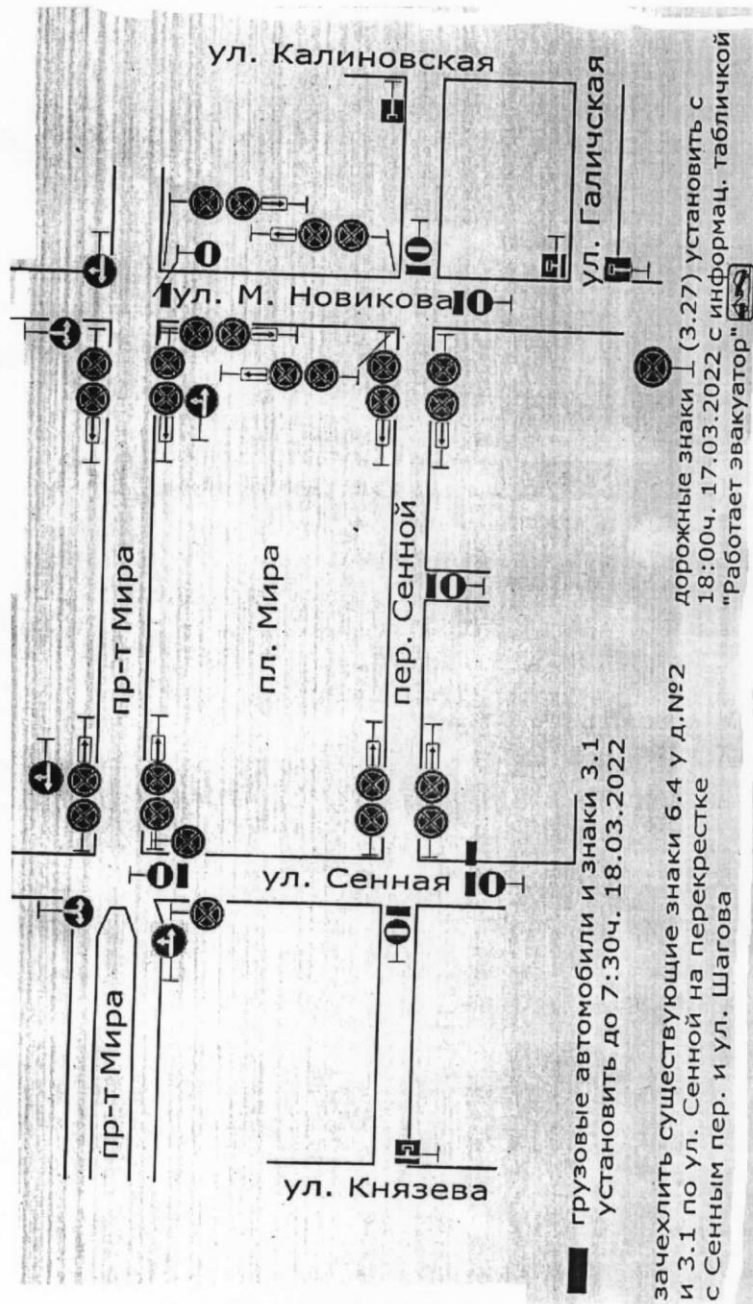 ул. Калиновская
ул. Галичская
ул. М. Новикова
пр-т Мира
пл. Мира
пер. Сенной
ул. Сенная
пр-т Мира
ул. Князева
грузовые автомобили и знаки 3.1
установить до 7:30ч. 18.03.2022
зачехлить существующие знаки 6.4 у д.№2
и 3.1 по ул. Сенной на перекрестке
с Сенным пер. и ул. Шагова
дорожные знаки (3.27) установить с
18:00ч. 17.03.2022 с информац. табличкой
"Работает эвакуатор"